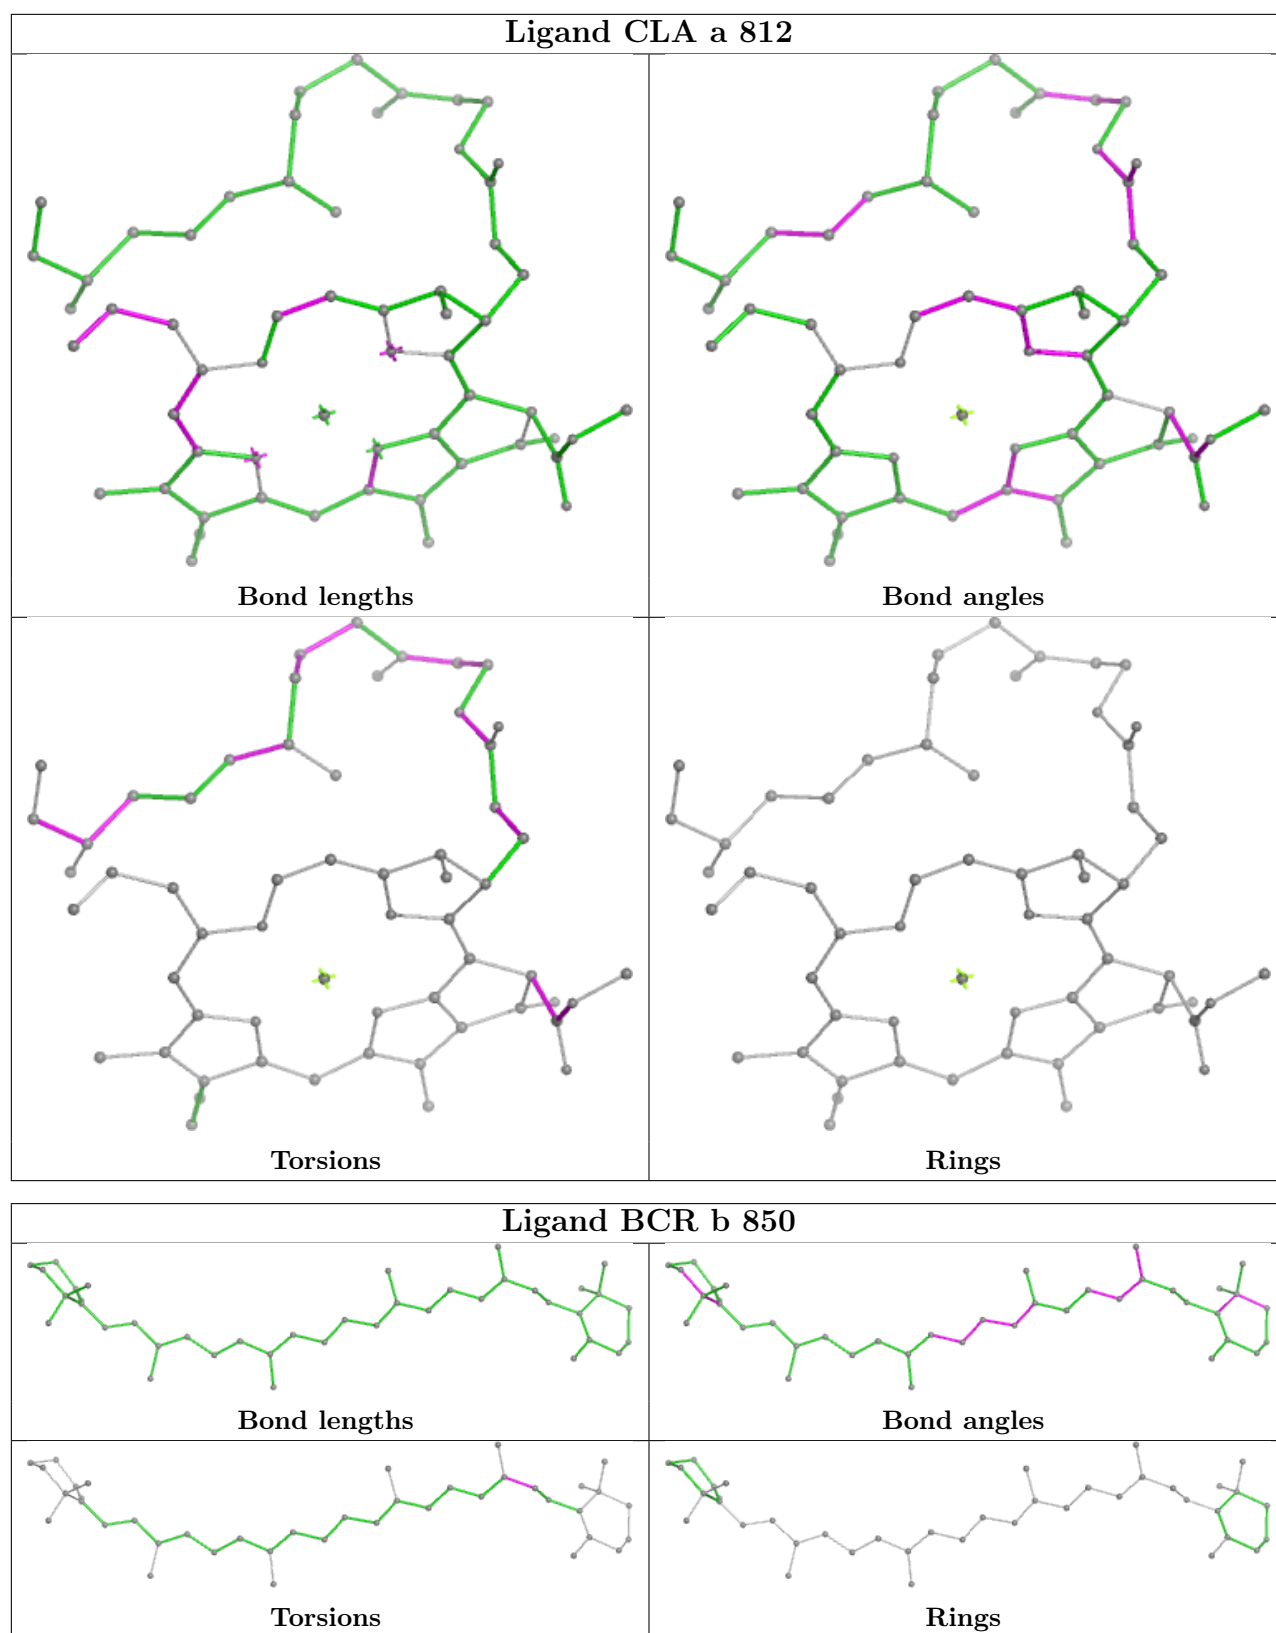 Ligand CLA a 812
Bond lengths
Bond angles
Torsions
Rings
Ligand BCR b 850
Bond lengths
Bond angles
Torsions
Rings